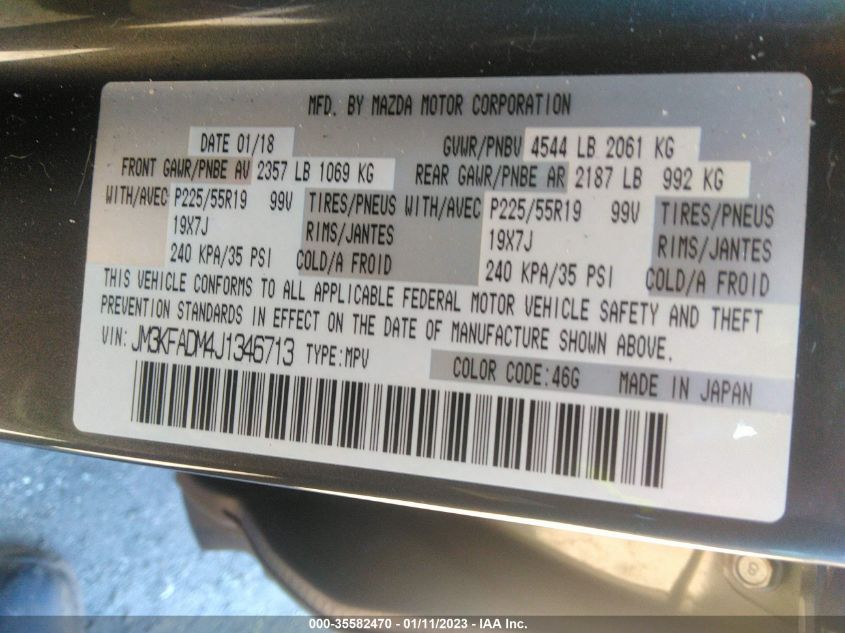 MFD. BY MAZDA MOTOR CORPORATION
DATE 01/18 GVWR/PNBV 4544 LB 2061 KG
FRONT GAWR/PNBE AV 2357 LB 1069 KG REAR GAWR/PNBE AR 2187 LB 992 KG
WITH/AVEC P225/55R19 99V TIRES/PNEUS WITH/AVEC P225/55R19 99V TIRES/PNEUS
19X7J RIMS/JANTES 19X7J RIMS/JANTES
240 KPA/35 PSI COLD/A FROID 240 KPA/35 PSI COLD/A FROID
THIS VEHICLE CONFORMS TO ALL APPLICABLE FEDERAL MOTOR VEHICLE SAFETY AND THEFT
PREVENTION STANDARDS IN EFFECT ON THE DATE OF MANUFACTURE SHOWN ABOVE.
VIN: JM3KFADM4J1346713 TYPE:MPV
COLOR CODE:46G MADE IN JAPAN
000-35582470 - 01/11/2023 - IAA Inc.